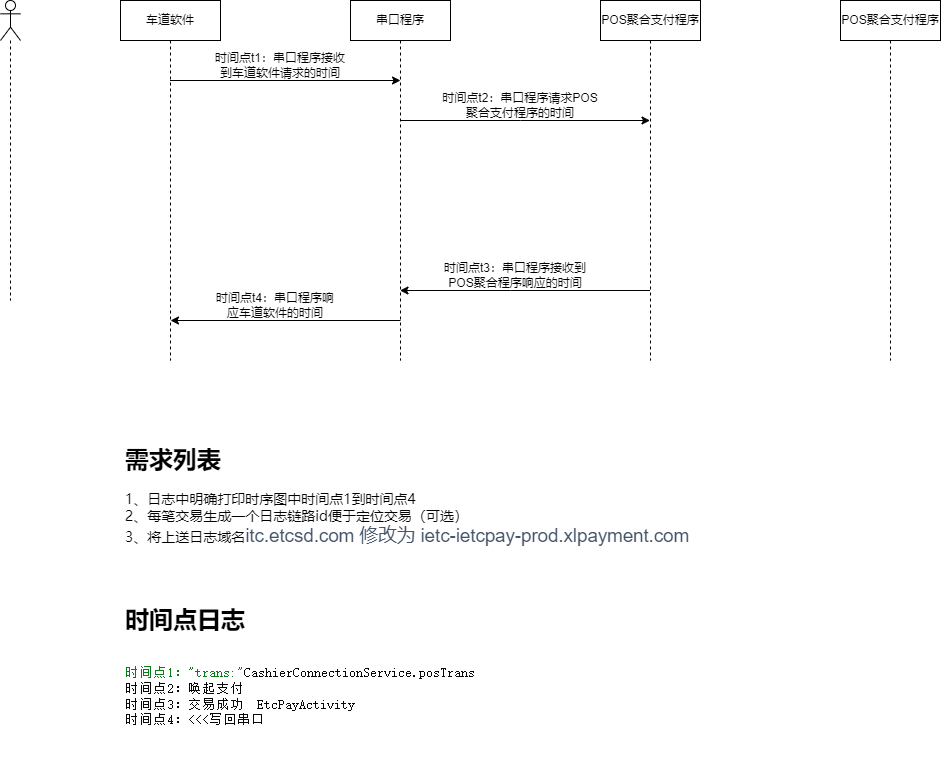 车道软件
串口程序
POS聚合支付程序
POS聚合支付程序
时间点t1：串口程序接收
到车道软件请求的时间
时间点t2：串口程序请求POS
聚合支付程序的时间
时间点t3：串口程序接收到
POS聚合程序响应的时间
时间点t4：串口程序响
应车道软件的时间
需求列表
1、日志中明确打印时序图中时间点1到时间点4
2、每笔交易生成一个日志链路id便于定位交易（可选）
3、将上送日志域名itc.etcsd.com 修改为 ietc-ietcpay-prod.xlpayment.com
时间点日志
时间点1："trans:"CashierConnectionService.posTrans
时间点2：唤起支付
时间点3：交易成功 EtcPayActivity
时间点4：<<<写回串口